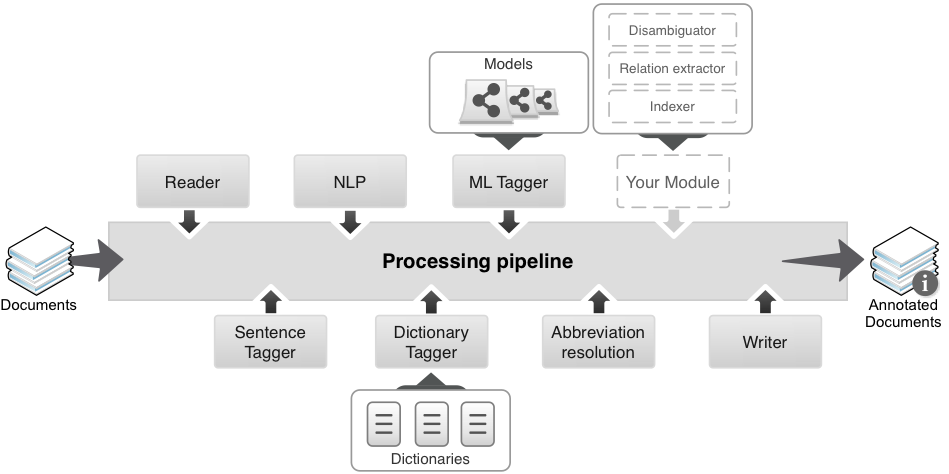 Disambiguator
Relation extractor
Indexer
Models
Reader
NLP
ML Tagger
Your Module
Processing pipeline
Documents
Annotated
Documents
Sentence
Tagger
Dictionary
Tagger
Abbreviation
resolution
Writer
Dictionaries